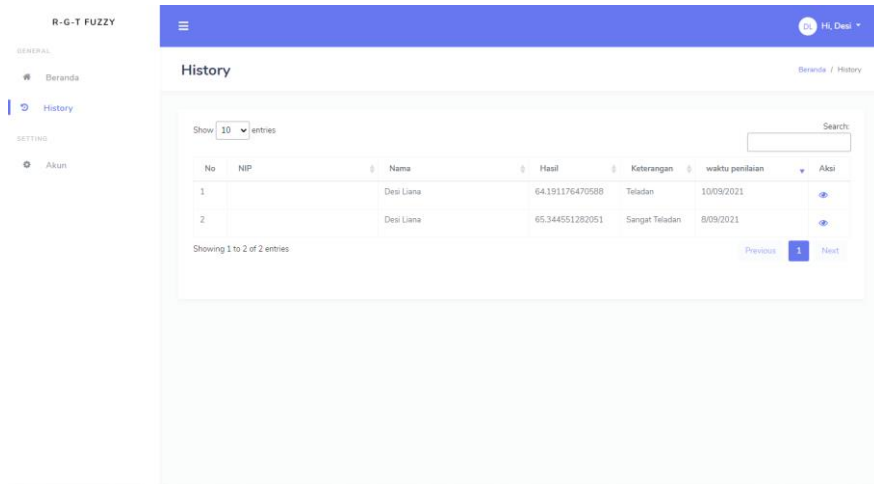 R-G-T FUZZY
DL Hi, Desi
GENERAL
Beranda
History
SETTING
Akun
History
Beranda / History
Show 10 entries
Search:
No NIP Nama Hasil Keterangan waktu penilaian Aksi
1 Desi Liana 64.191176470588 Teladan 10/09/2021
2 Desi Liana 65.344551282051 Sangat Teladan 8/09/2021
Showing 1 to 2 of 2 entries
Previous 1 Next